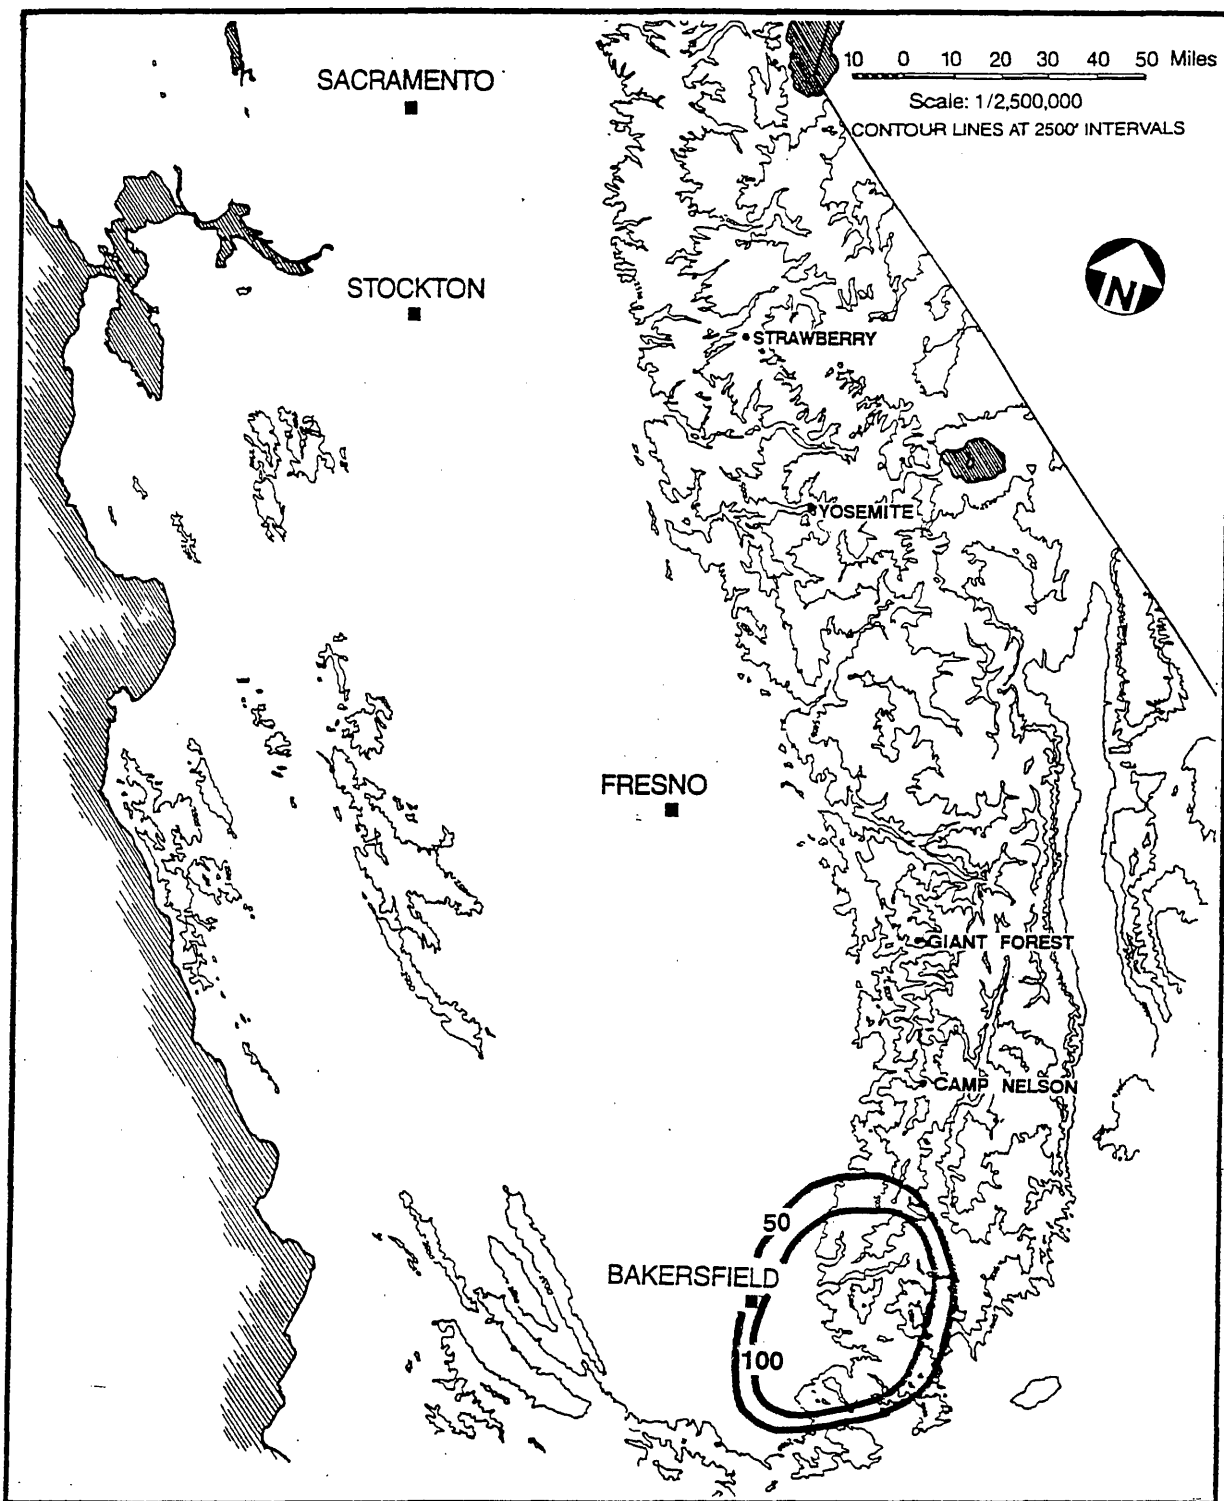 10 0 10 20 30 40 50 Miles
Scale: 1/2,500,000
CONTOUR LINES AT 2500' INTERVALS
SACRAMENTO
N
STOCKTON
STRAWBERRY
YOSEMITE
FRESNO
GIANT FOREST
CAMP NELSON
50
BAKERSFIELD
100